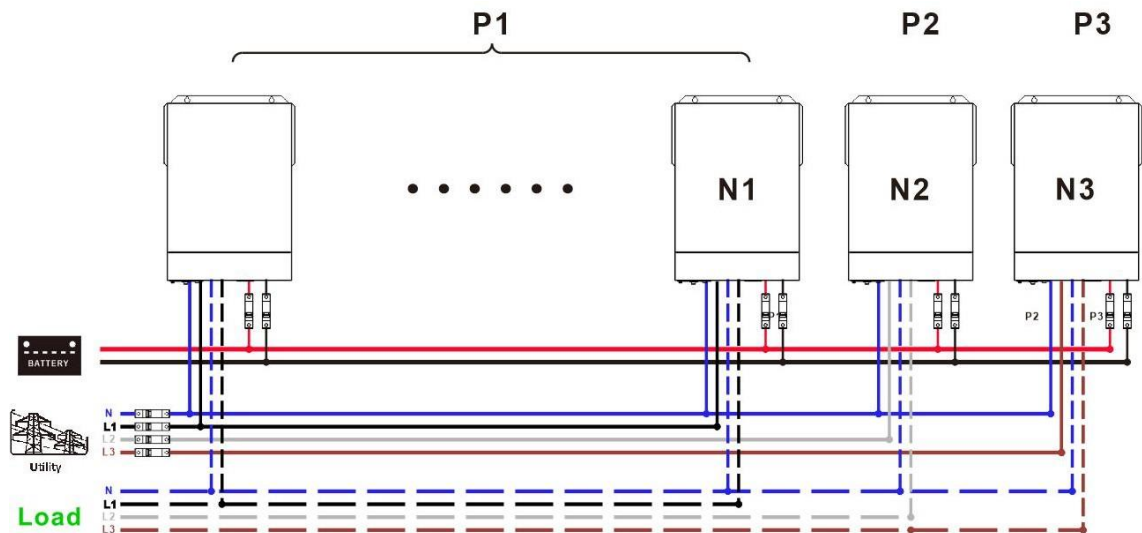 P1 P2 P3
N1 N2 N3
P2 P3
BATTERY
N
L1
L2
L3
Utility
N
L1
L2
L3
Load